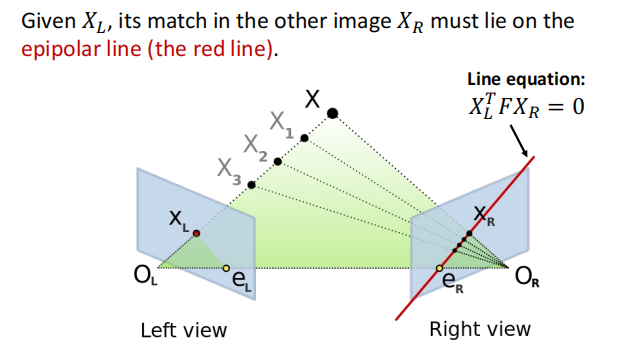 Given X_L, its match in the other image X_R must lie on the
epipolar line (the red line).
Line equation:
X_L^T F X_R = 0
X
X_1
X_2
X_3
X_L
X_R
O_L
e_L
e_R
O_R
Left view
Right view